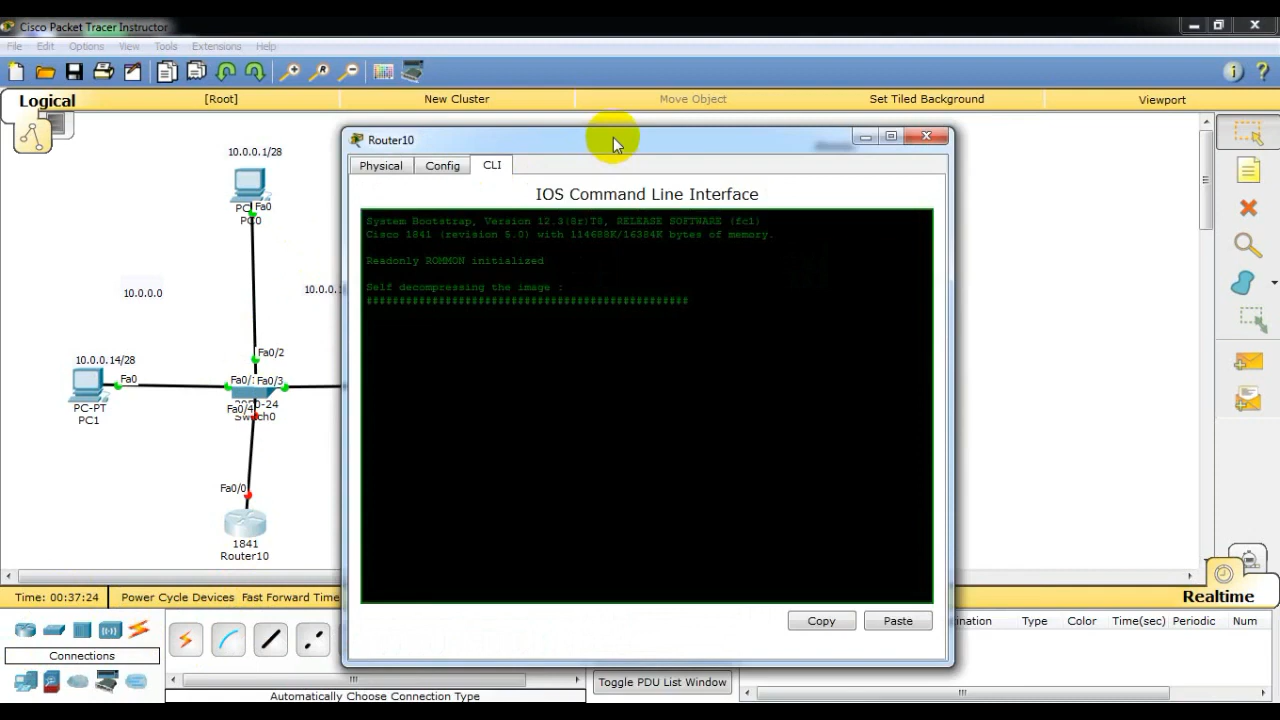 Cisco Packet Tracer Instructor
File Edit Options View Tools Extensions Help
Logical [Root] New Cluster Move Object Set Tiled Background Viewport
10.0.0.1/28
Fa0
PC0
10.0.0.0
10.0.0.1
10.0.0.14/28
Fa0
PC-PT
PC1
Fa0/2
Fa0/3
Fa0/4
Switch0
Fa0/0
1841
Router10
Router10
Physical Config CLI
IOS Command Line Interface
System Bootstrap, Version 12.3(8r)T8, RELEASE SOFTWARE (fc1)
Cisco 1841 (revision 5.0) with 114688K/16384K bytes of memory.
Readonly ROMMON initialized
Self decompressing the image :
#################################################
Copy Paste
Time: 00:37:24 Power Cycle Devices Fast Forward Time
Realtime
Connections
Automatically Choose Connection Type
Toggle PDU List Window
ination Type Color Time(sec) Periodic Num